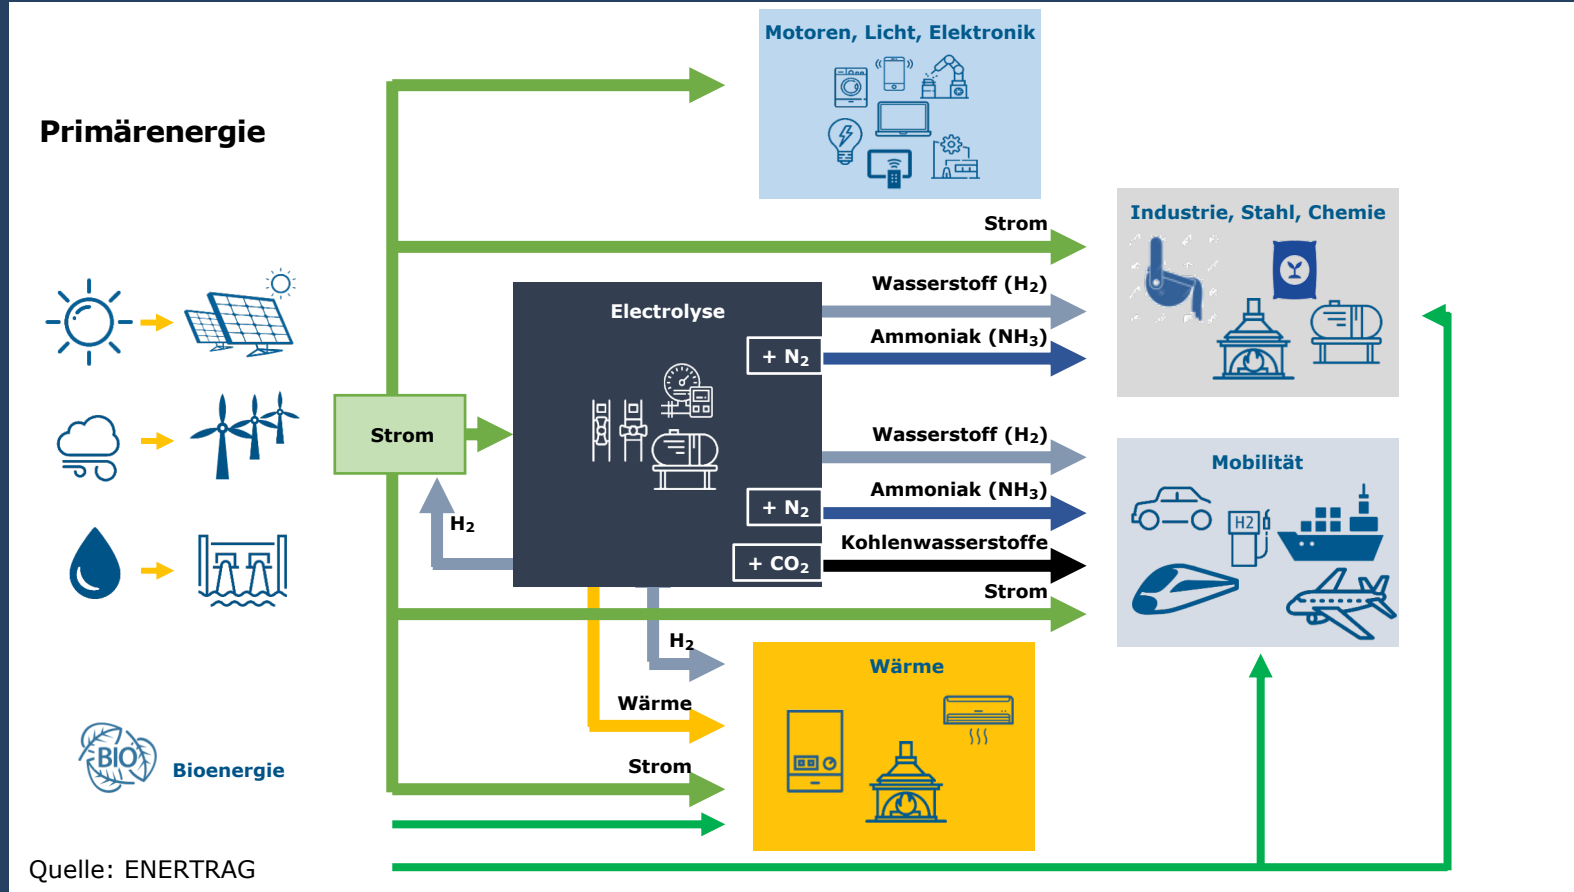 Motoren, Licht, Elektronik
Primärenergie
Strom
Industrie, Stahl, Chemie
Wasserstoff (H₂)
Electrolyse
Ammoniak (NH₃)
+ N₂
Strom
Wasserstoff (H₂)
Mobilität
Ammoniak (NH₃)
+ N₂
H2
H₂
Kohlenwasserstoffe
+ CO₂
Strom
H₂
Wärme
Wärme
BIO
Bioenergie
Strom
Quelle: ENERTRAG